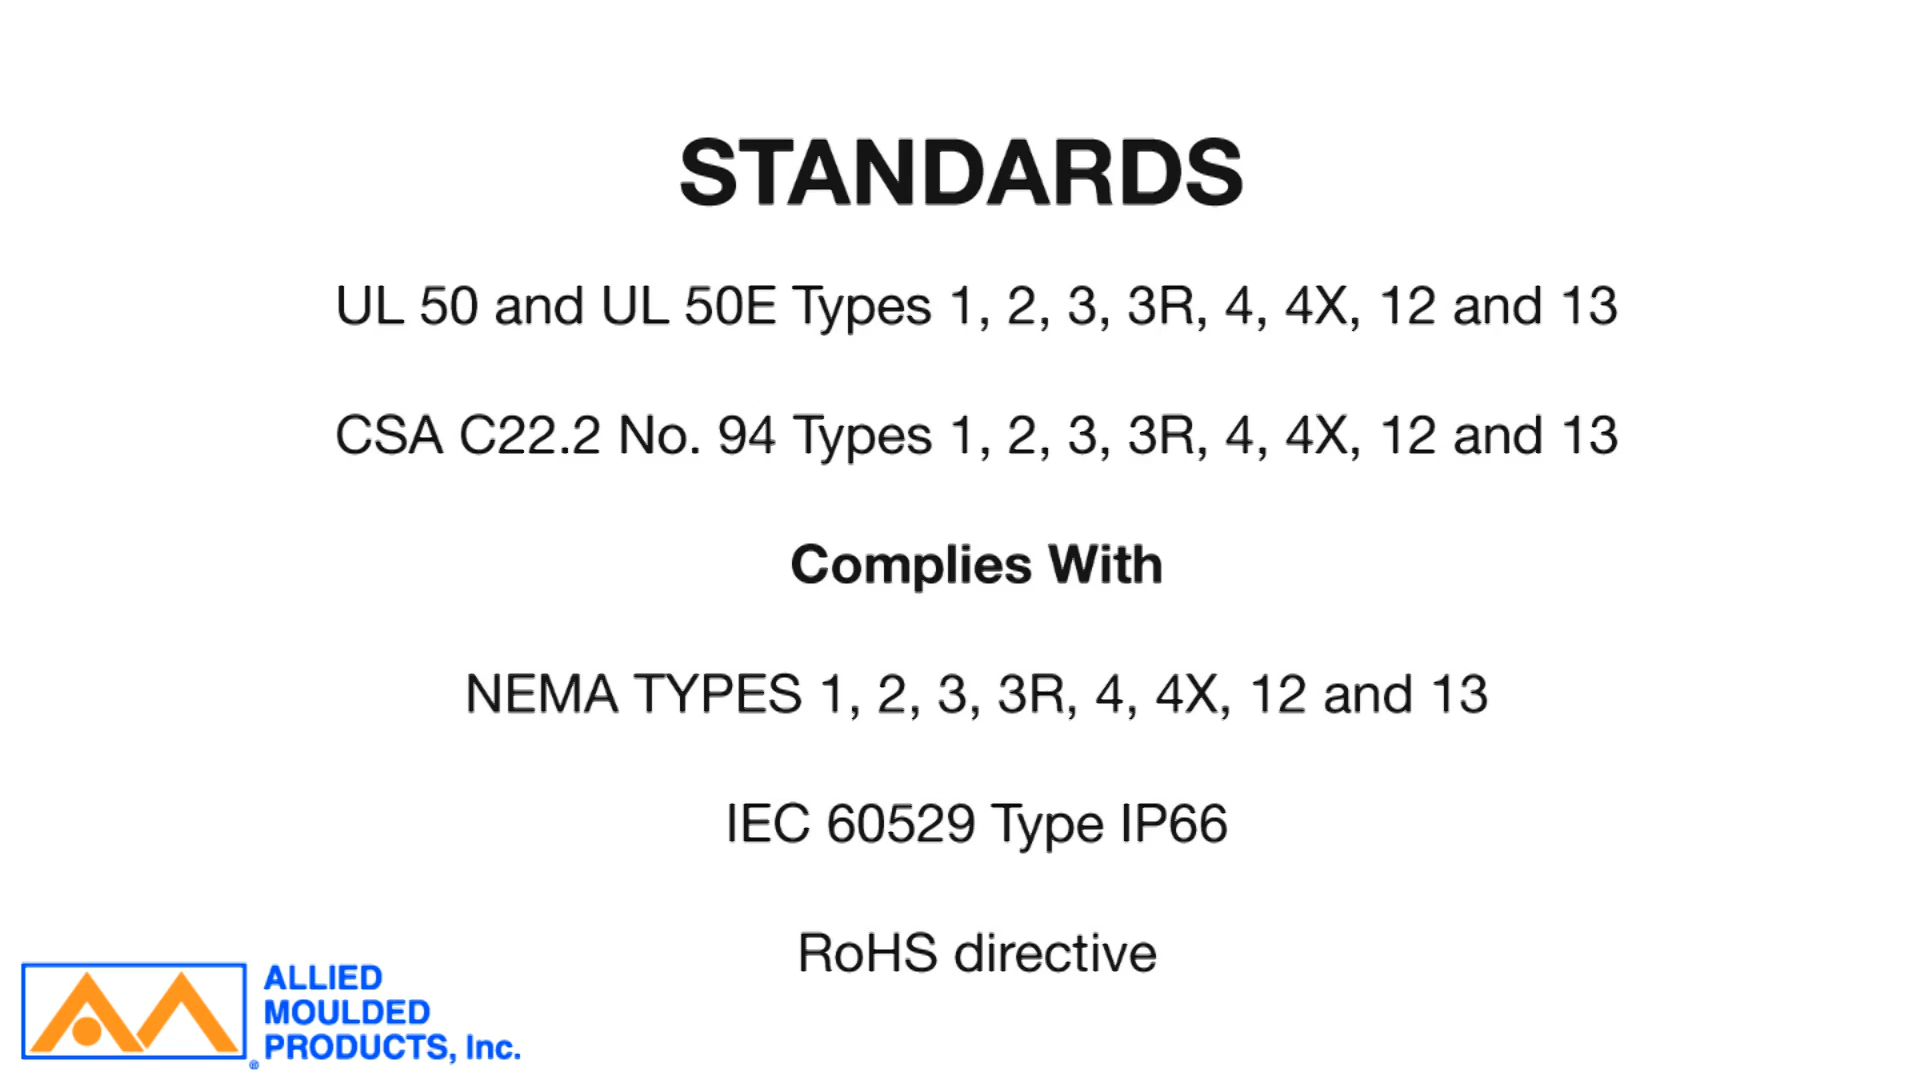 STANDARDS
UL 50 and UL 50E Types 1, 2, 3, 3R, 4, 4X, 12 and 13
CSA C22.2 No. 94 Types 1, 2, 3, 3R, 4, 4X, 12 and 13
Complies With
NEMA TYPES 1, 2, 3, 3R, 4, 4X, 12 and 13
IEC 60529 Type IP66
RoHS directive
ALLIED
MOULDED
® PRODUCTS, Inc.